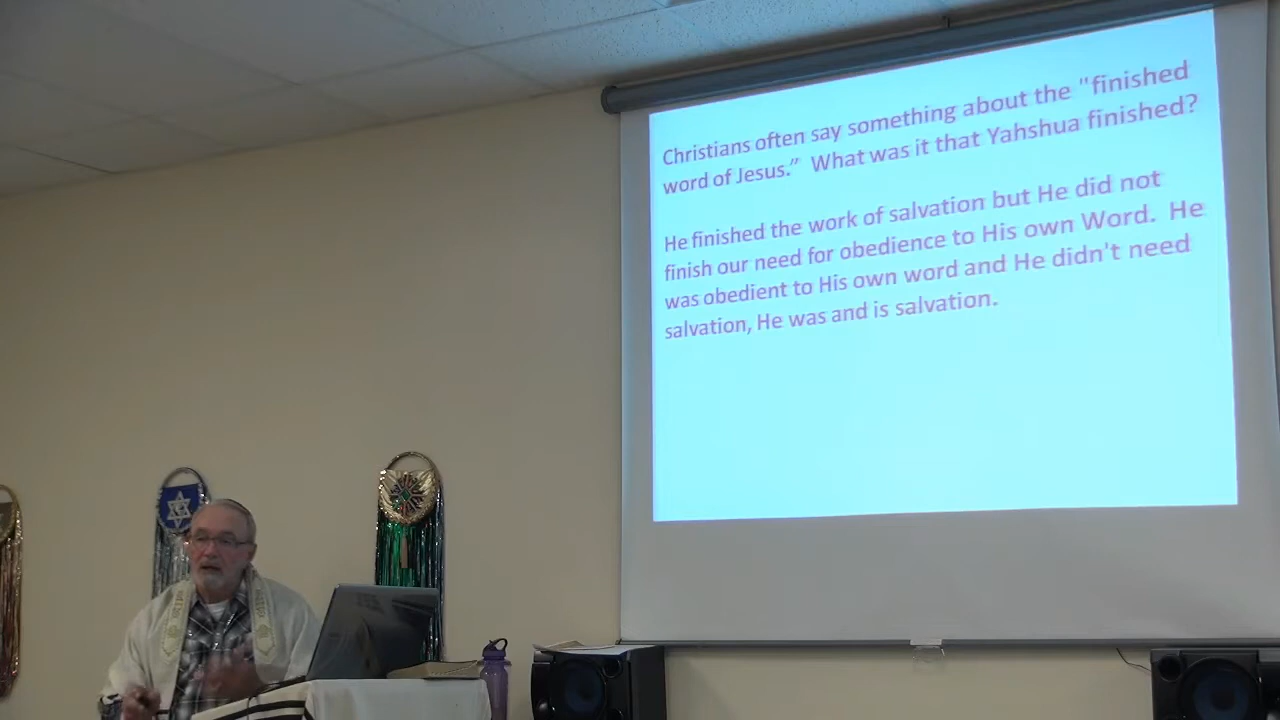 Christians often say something about the "finished
word of Jesus.” What was it that Yahshua finished?
He finished the work of salvation but He did not
finish our need for obedience to His own Word. He
was obedient to His own word and He didn't need
salvation, He was and is salvation.